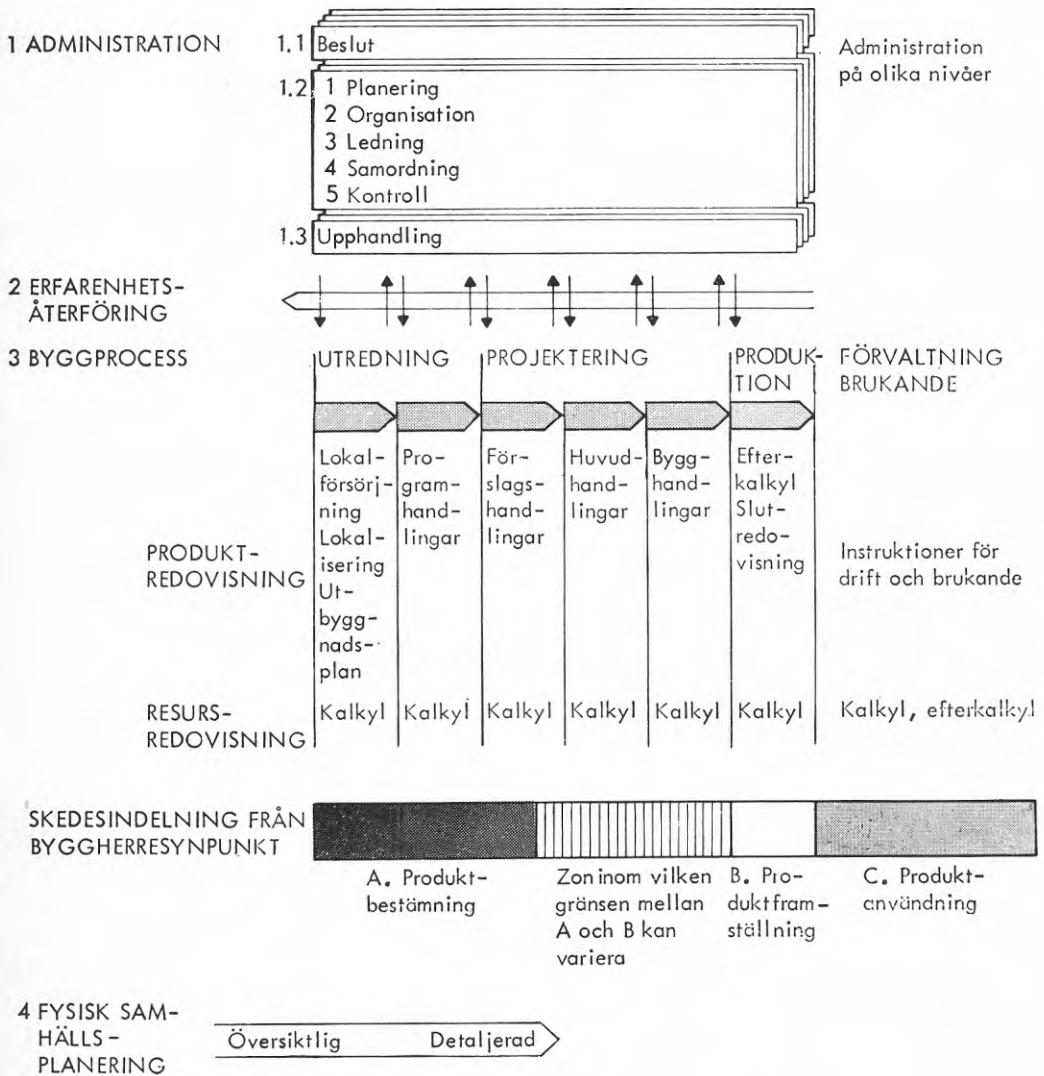 1 ADMINISTRATION
1.1 Beslut
Administration
på olika nivåer
1.2 1 Planering
2 Organisation
3 Ledning
4 Samordning
5 Kontroll
1.3 Upphandling
2 ERFARENHETS-
ÅTERFÖRING
3 BYGGPROCESS
UTREDNING
PROJEKTERING
PRODUK-
TION
FÖRVALTNING
BRUKANDE
PRODUKT-
REDOVISNING
Lokal-
försörj-
ning
Lokal-
isering
Ut-
bygg-
nads-
plan
Pro-
gram-
hand-
lingar
För-
slags-
hand-
lingar
Huvud-
hand-
lingar
Bygg-
hand-
lingar
Efter-
kalkyl
Slut-
redo-
visning
Instruktioner för
drift och brukande
RESURS-
REDOVISNING
Kalkyl
Kalkyl
Kalkyl
Kalkyl
Kalkyl
Kalkyl
Kalkyl, efterkalkyl
SKEDESINDELNING FRÅN
BYGGHERRESYNPUNKT
A. Produkt-
bestämning
Zon inom vilken
gränsen mellan
A och B kan
variera
B. Pro-
duktfram-
ställning
C. Produkt-
användning
4 FYSISK SAM-
HÄLLS-
PLANERING
Översiktlig
Detaljerad